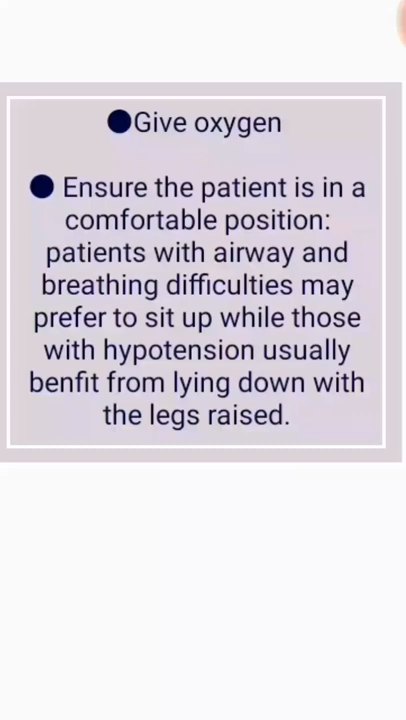 ●Give oxygen
● Ensure the patient is in a
comfortable position:
patients with airway and
breathing difficulties may
prefer to sit up while those
with hypotension usually
benfit from lying down with
the legs raised.